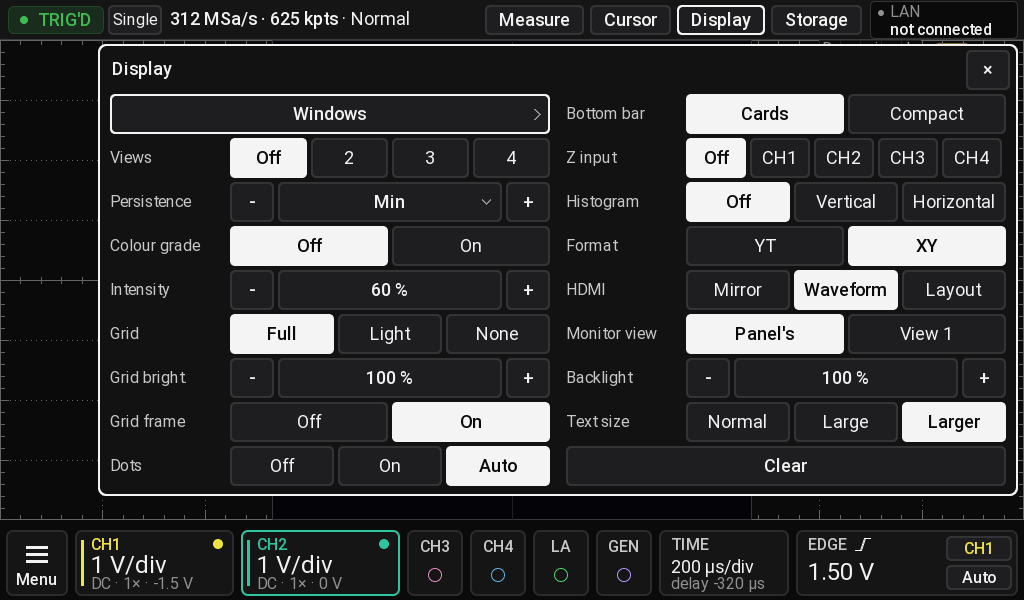 TRIG'D Single 312 MSa/s · 625 kpts · Normal Measure Cursor Display Storage LAN
not connected
Display ×
Windows Bottom bar Cards Compact
Views Off 2 3 4 Z input Off CH1 CH2 CH3 CH4
Persistence - Min + Histogram Off Vertical Horizontal
Colour grade Off On Format YT XY
Intensity - 60 % + HDMI Mirror Waveform Layout
Grid Full Light None Monitor view Panel's View 1
Grid bright - 100 % + Backlight - 100 % +
Grid frame Off On Text size Normal Large Larger
Dots Off On Auto Clear
Menu
CH1
1 V/div
DC · 1× · -1.5 V
CH2
1 V/div
DC · 1× · 0 V
CH3
CH4
LA
GEN
TIME
200 µs/div
delay -320 µs
EDGE
1.50 V
CH1
Auto